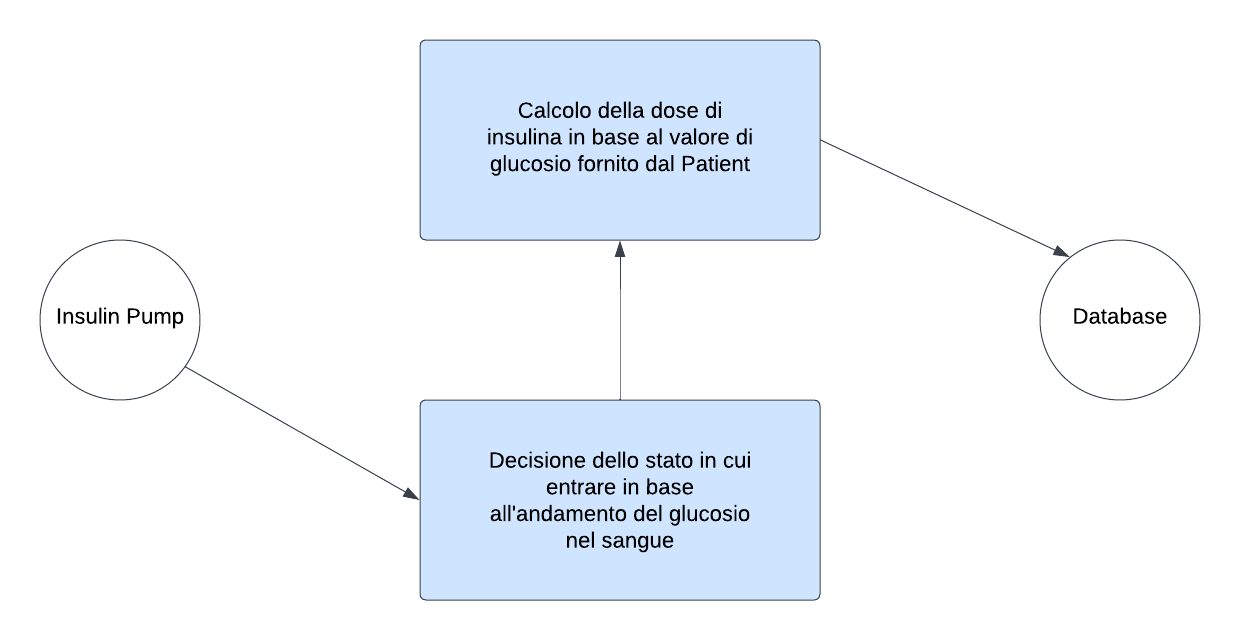 Calcolo della dose di
insulina in base al valore di
glucosio fornito dal Patient
Insulin Pump
Database
Decisione dello stato in cui
entrare in base
all'andamento del glucosio
nel sangue